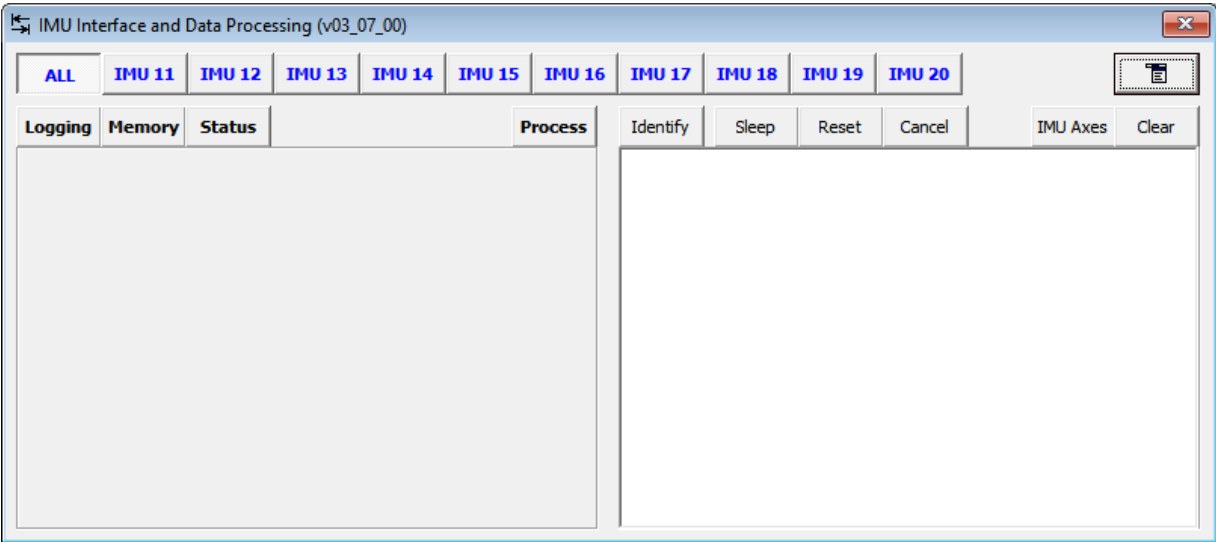 IMU Interface and Data Processing (v03_07_00)
ALL IMU 11 IMU 12 IMU 13 IMU 14 IMU 15 IMU 16 IMU 17 IMU 18 IMU 19 IMU 20
Logging Memory Status Process Identify Sleep Reset Cancel IMU Axes Clear